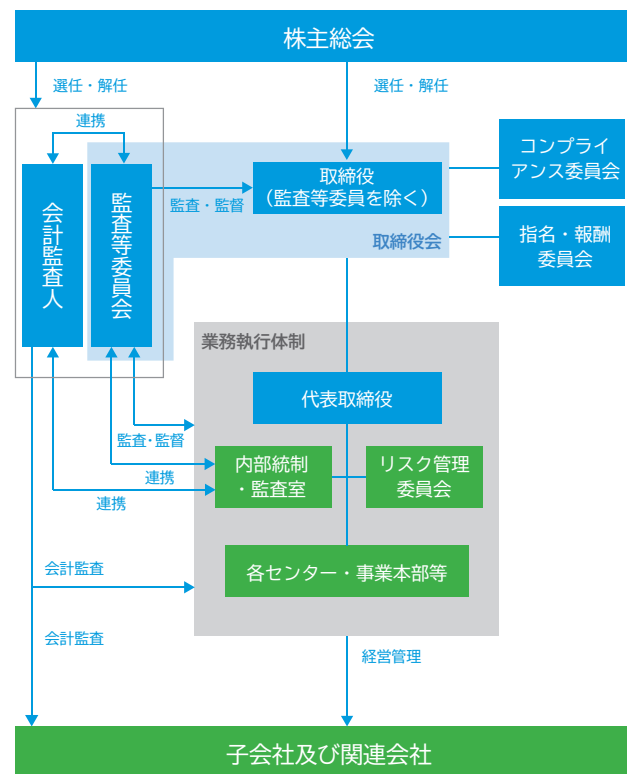 株主総会
選任・解任
選任・解任
連携
会計監査人
監査等委員会
監査・監督
取締役
（監査等委員を除く）
取締役会
コンプライ
アンス委員会
指名・報酬
委員会
業務執行体制
代表取締役
監査・監督
内部統制
・監査室
リスク管理
委員会
連携
連携
各センター・事業本部等
会計監査
会計監査
経営管理
子会社及び関連会社